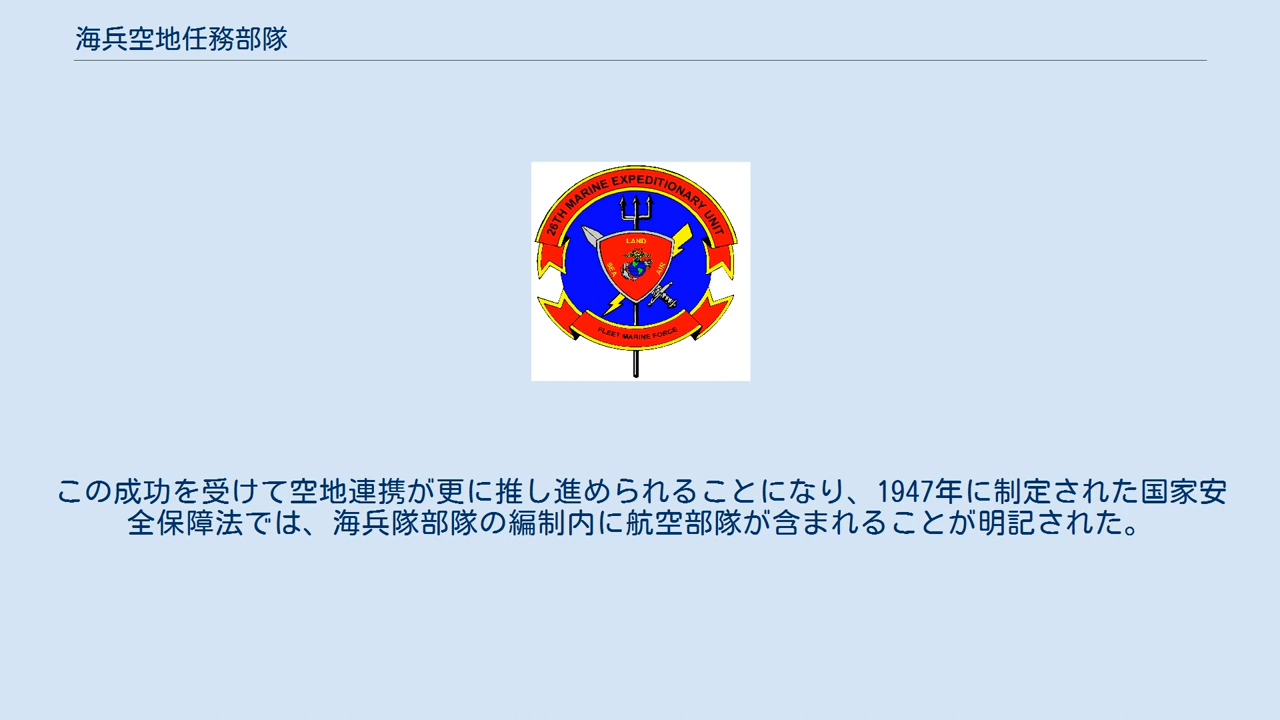 海兵空地任務部隊
26TH MARINE EXPEDITIONARY UNIT
LAND
SEA
AIR
FLEET MARINE FORCE
この成功を受けて空地連携が更に推し進められることになり、1947年に制定された国家安
全保障法では、海兵隊部隊の編制内に航空部隊が含まれることが明記された。